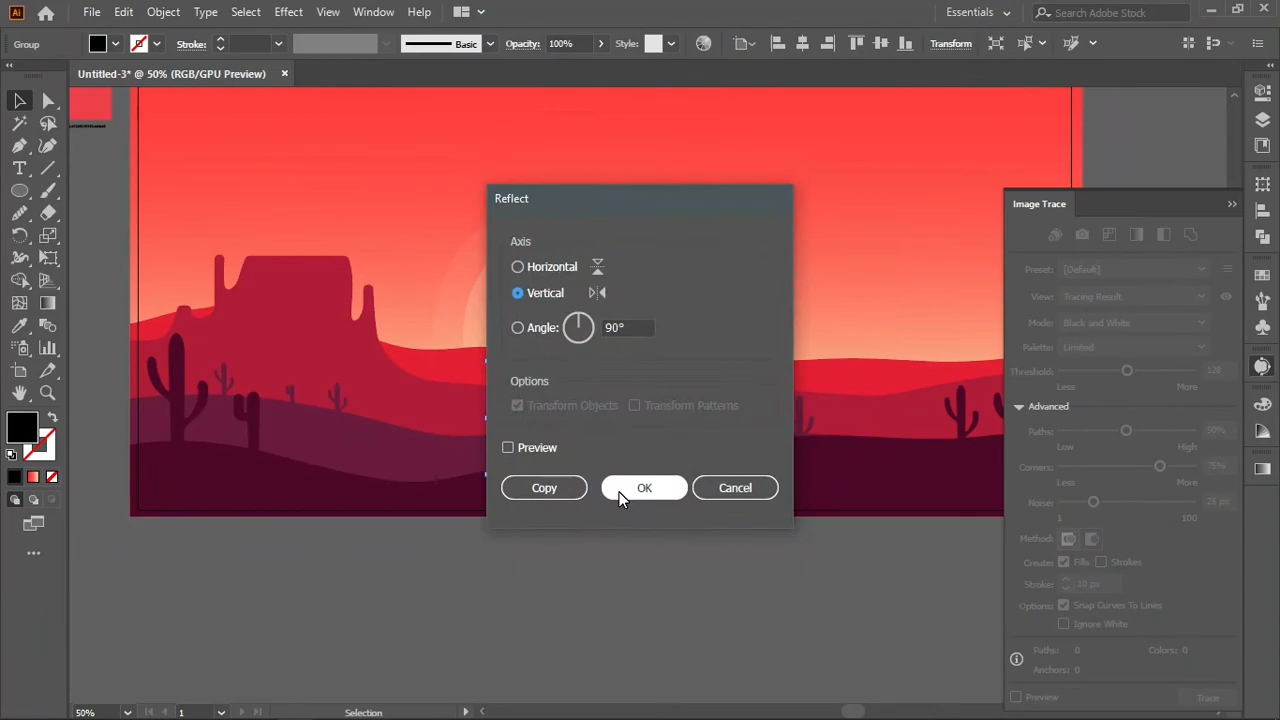 Ai File Edit Object Type Select Effect View Window Help Essentials Search Adobe Stock
Group Stroke: Basic Opacity: 100% Style: Transform
Untitled-3* @ 50% (RGB/GPU Preview)
Reflect
Axis
Horizontal
Vertical
Angle: 90°
Options
Transform Objects Transform Patterns
Preview
Copy OK Cancel
Image Trace
Preset: [Default]
View: Tracing Result
Mode: Black and White
Palette: Limited
Threshold: 120
Less More
Advanced
Paths: 50%
Low High
Corners: 75%
Less More
Noise: 25 px
1 100
Method:
Creates: Fills Strokes
Stroke: 10 px
Options: Snap Curves To Lines
Ignore White
Paths: 0 Colors: 0
Anchors: 0
Preview Trace
50% 1 Selection